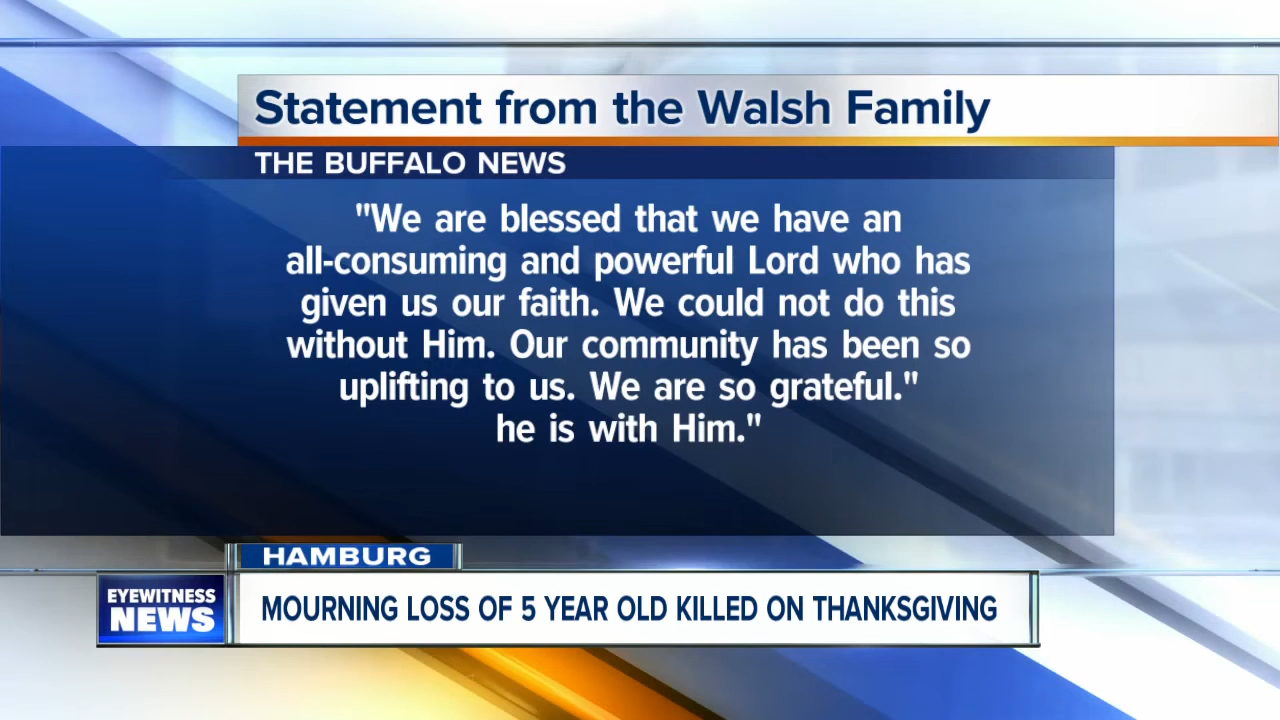 Statement from the Walsh Family
THE BUFFALO NEWS
"We are blessed that we have an
all-consuming and powerful Lord who has
given us our faith. We could not do this
without Him. Our community has been so
uplifting to us. We are so grateful."
he is with Him."
HAMBURG
EYEWITNESS
NEWS
MOURNING LOSS OF 5 YEAR OLD KILLED ON THANKSGIVING